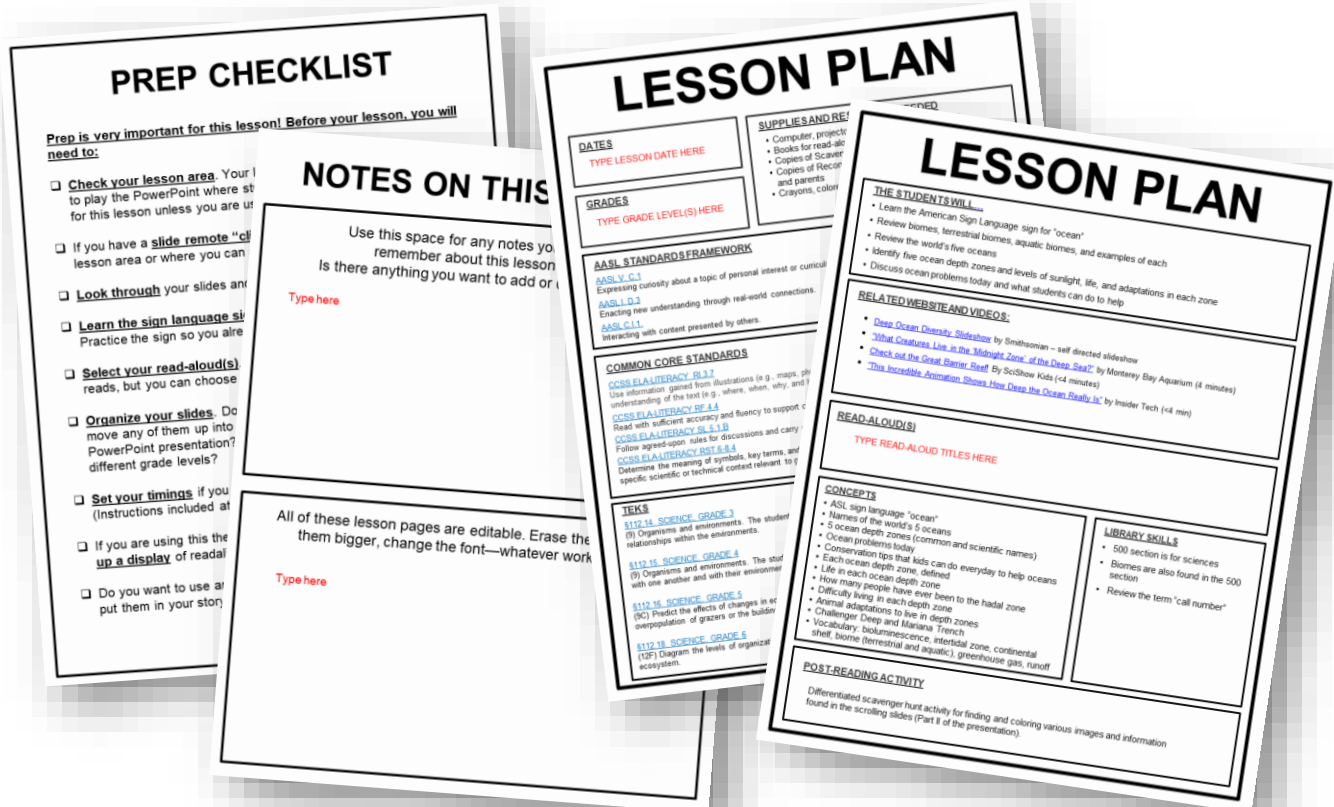 PREP CHECKLIST
Prep is very important for this lesson! Before your lesson, you will
need to:
❑ Check your lesson area. Your
to play the PowerPoint where
for this lesson unless you are
❑ If you have a slide remote
lesson area or where you can
❑ Look through your slides and
❑ Learn the sign language
Practice the sign so you
❑ Select your read-aloud(s).
reads, but you can choose
❑ Organize your slides. Do
move any of them up into
PowerPoint presentation?
different grade levels?
❑ Set your timings if you
(Instructions included
❑ If you are using this
up a display of
❑ Do you want to use
put them in your
NOTES ON THIS
Use this space for any notes
remember about this lesson
Is there anything you want to add or
Type here
All of these lesson pages are editable. Erase the
them bigger, change the font—whatever
Type here
LESSON PLAN
DATES
TYPE LESSON DATE HERE
GRADES
TYPE GRADE LEVEL(S) HERE
SUPPLIES AND
• Computer,
• Books for
• Copies of
• Copies of
and parents
• Crayons,
AASL STANDARDS FRAMEWORK
AASL V. C.1
Expressing curiosity about a topic of personal interest or
AASL I. D.3
Enacting new understanding through real-world connections.
AASL C.I.1.
Interacting with content presented by others.
COMMON CORE STANDARDS
CCSS.ELA-LITERACY. RI.3.7
Use information gained from illustrations (e.g., maps,
understanding of the text (e.g., where, when, why, and
CCSS.ELA-LITERACY.RF.4.4
Read with sufficient accuracy and fluency to support
CCSS.ELA-LITERACY.SL.5.1.B
Follow agreed-upon rules for discussions and carry
CCSS.ELA-LITERACY.RST.6-8.4
Determine the meaning of symbols, key terms, and
specific scientific or technical context relevant to
TEKS
§112.14. SCIENCE, GRADE 3
(9) Organisms and environments. The student
relationships within the environments.
§112.15. SCIENCE, GRADE 4
(9) Organisms and environments. The
with one another and with their
§112.16. SCIENCE, GRADE 5
(9C) Predict the effects of changes in
overpopulation of grazers or the building
§112.18. SCIENCE, GRADE 6
(12F) Diagram the levels of
ecosystem.
LESSON PLAN
THE STUDENTS WILL…
• Learn the American Sign Language sign for "ocean"
• Review biomes, terrestrial biomes, aquatic biomes, and examples of each
• Review the world's five oceans
• Identify five ocean depth zones and levels of sunlight, life, and adaptations in each zone
• Discuss ocean problems today and what students can do to help
RELATED WEBSITE AND VIDEOS:
• Deep Ocean Diversity Slideshow by Smithsonian – self directed slideshow
• "What Creatures Live in the 'Midnight Zone' of the Deep Sea?" by Monterey Bay Aquarium (4 minutes)
• Check out the Great Barrier Reef! By SciShow Kids (<4 minutes)
• "This Incredible Animation Shows How Deep the Ocean Really Is" by Insider Tech (<4 min)
READ-ALOUD(S)
TYPE READ-ALOUD TITLES HERE
CONCEPTS
• ASL sign language "ocean"
• Names of the world's 5 oceans
• 5 ocean depth zones (common and scientific names)
• Ocean problems today
• Conservation tips that kids can do everyday to help oceans
• Each ocean depth zone, defined
• Life in each ocean depth zone
• How many people have ever been to the hadal zone
• Difficulty living in each depth zone
• Animal adaptations to live in depth zones
• Challenger Deep and Mariana Trench
• Vocabulary: bioluminescence, intertidal zone, continental
shelf, biome (terrestrial and aquatic), greenhouse gas, runoff
LIBRARY SKILLS
• 500 section is for sciences
• Biomes are also found in the 500
section
• Review the term "call number"
POST-READING ACTIVITY
Differentiated scavenger hunt activity for finding and coloring various images and information
found in the scrolling slides (Part II of the presentation).